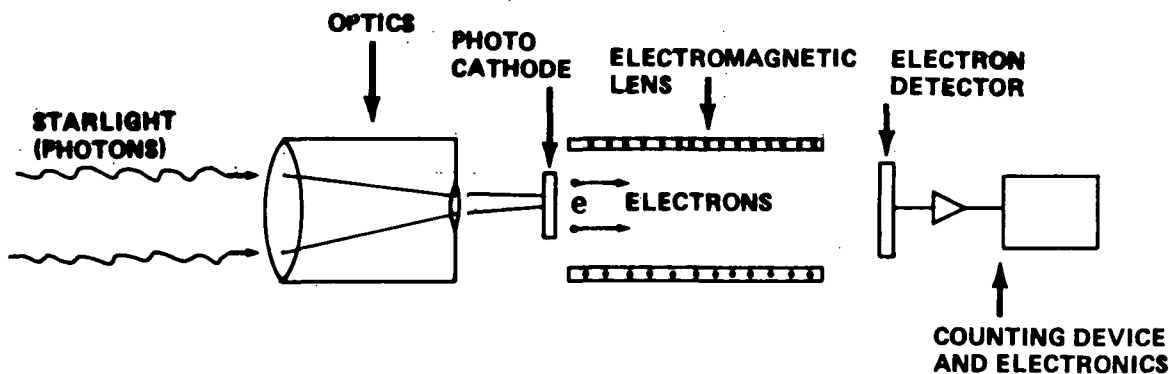 OPTICS
PHOTO
CATHODE
ELECTROMAGNETIC
LENS
ELECTRON
DETECTOR
STARLIGHT
(PHOTONS)
e
ELECTRONS
COUNTING DEVICE
AND ELECTRONICS